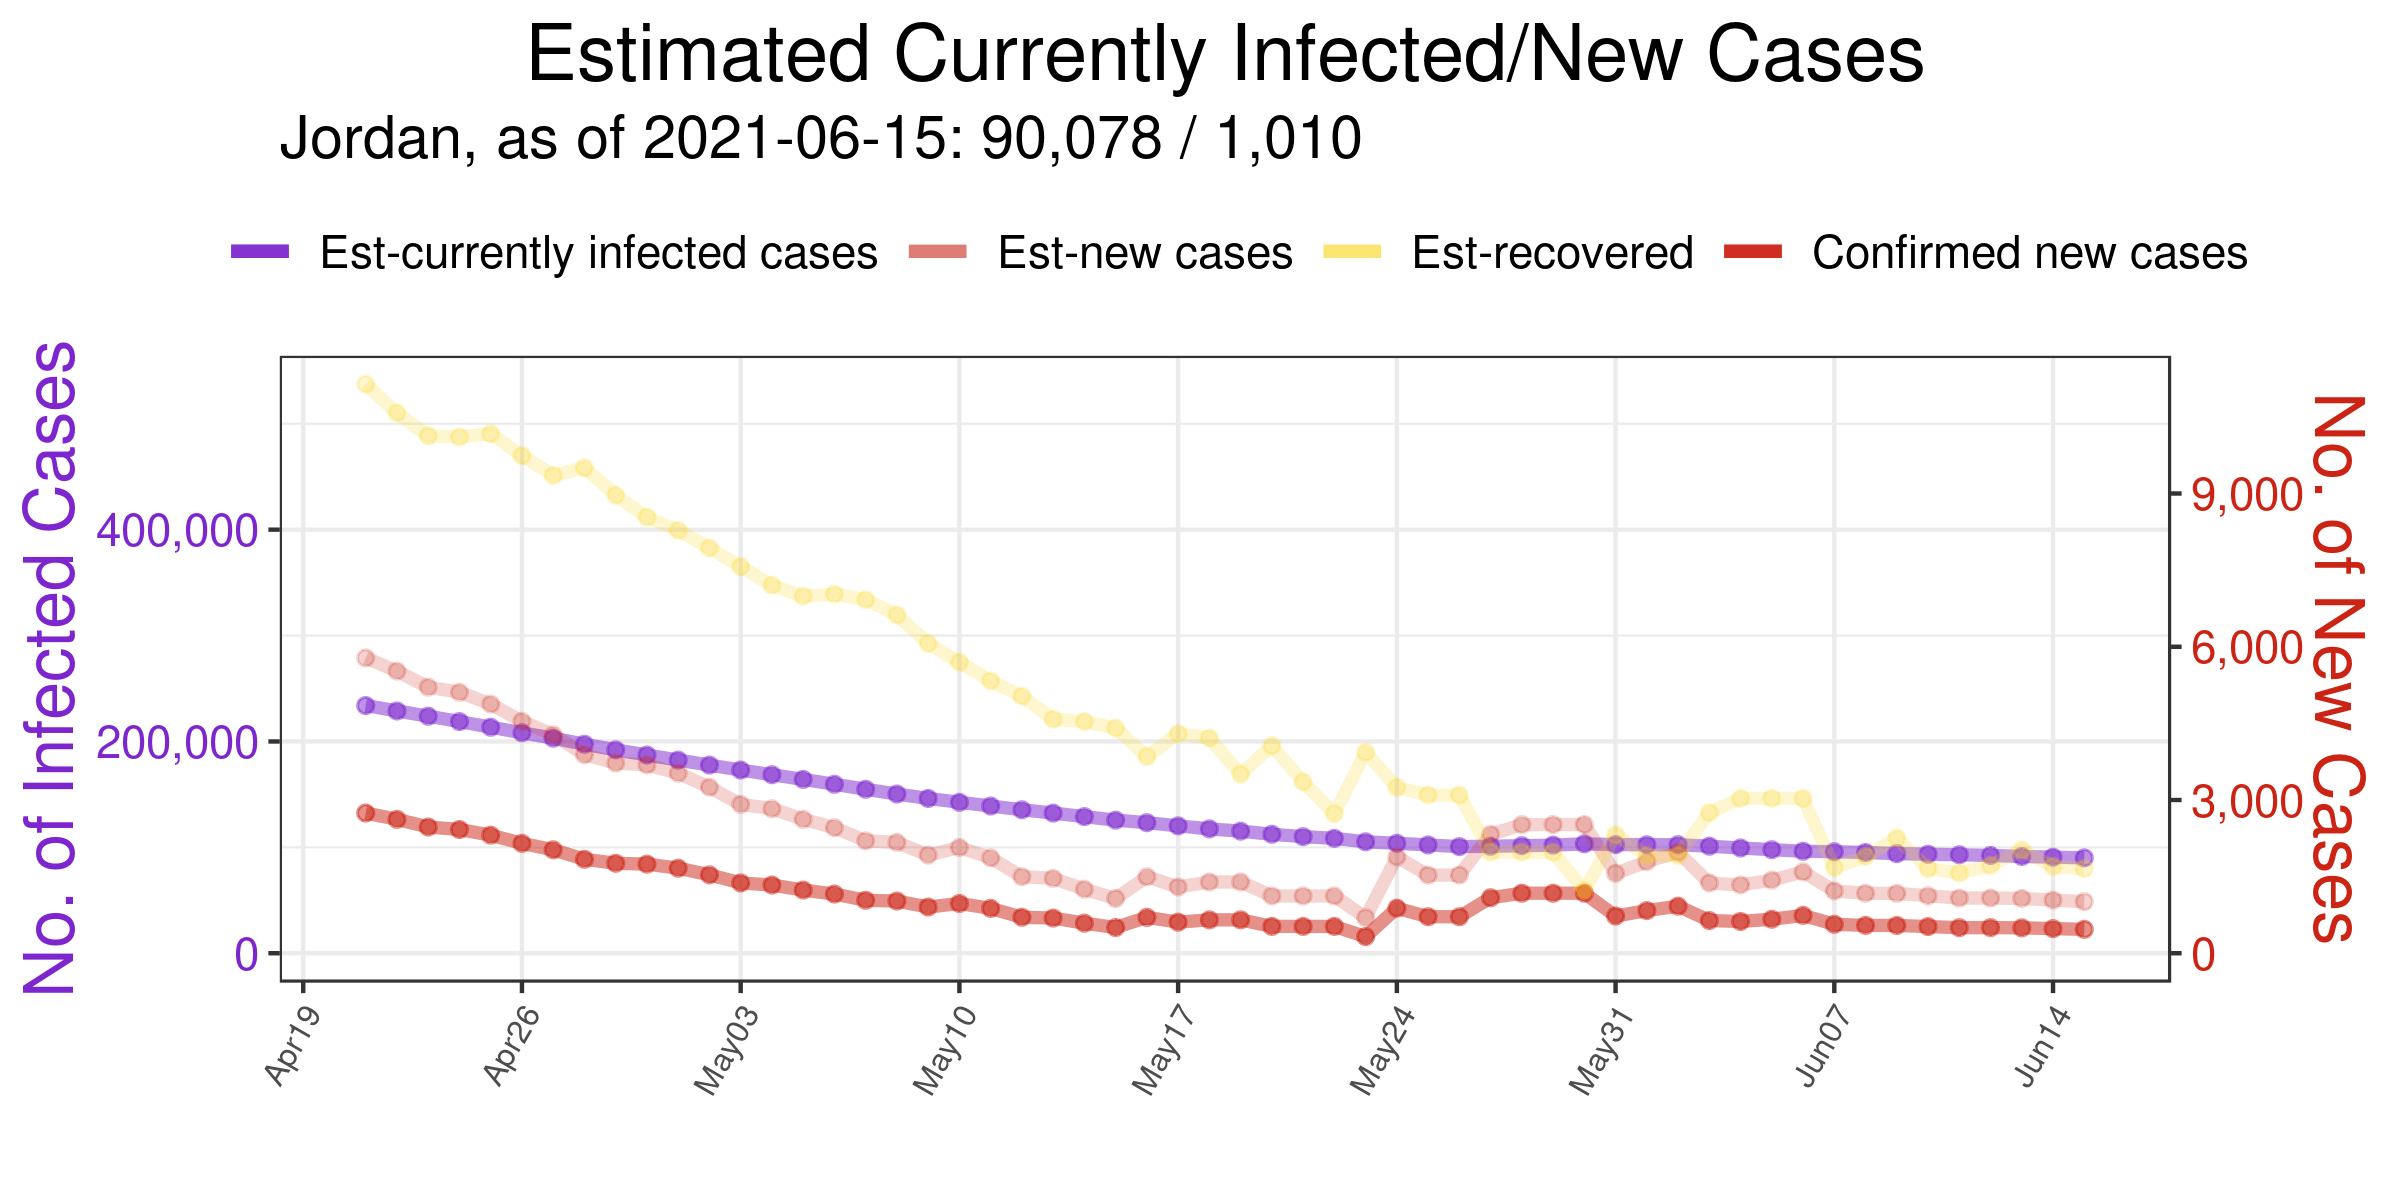 Estimated Currently Infected/New Cases
Jordan, as of 2021-06-15: 90,078 / 1,010
Est-currently infected cases Est-new cases Est-recovered Confirmed new cases
No. of Infected Cases
400,000
200,000
0
9,000
6,000
3,000
0
No. of New Cases
Apr19 Apr26 May03 May10 May17 May24 May31 Jun07 Jun14